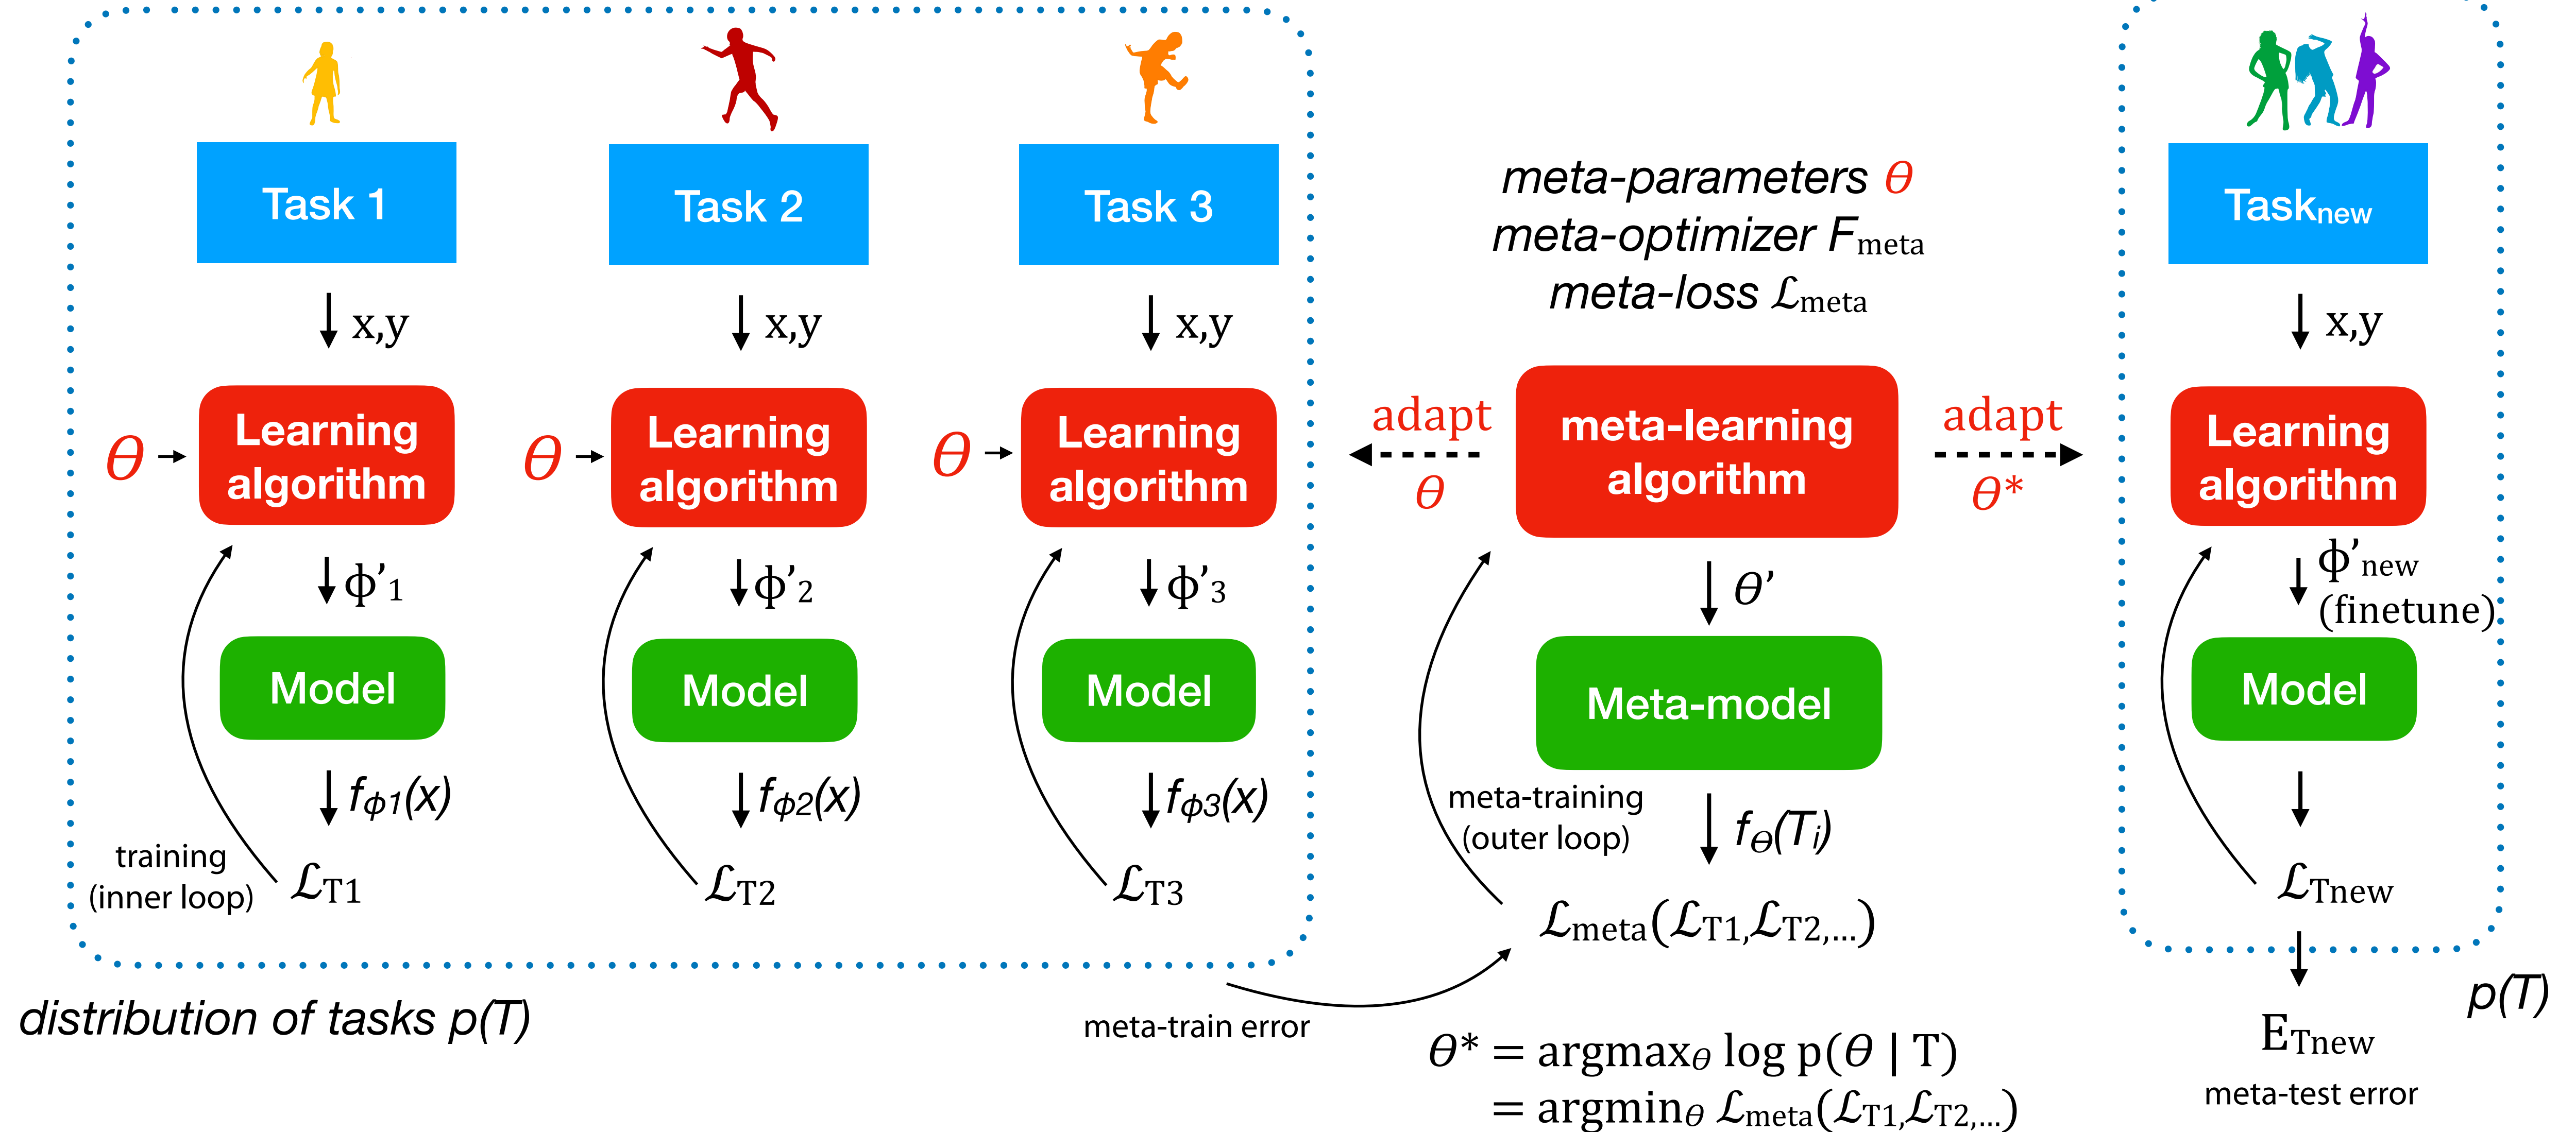 Task 1
x,y
θ
Learning
algorithm
ϕ’1
Model
fϕ1(x)
training
(inner loop)
ℒT1
Task 2
x,y
θ
Learning
algorithm
ϕ’2
Model
fϕ2(x)
ℒT2
Task 3
x,y
θ
Learning
algorithm
ϕ’3
Model
fϕ3(x)
ℒT3
distribution of tasks p(T)
meta-train error
meta-parameters θ
meta-optimizer Fmeta
meta-loss ℒmeta
adapt
θ
meta-learning
algorithm
adapt
θ*
θ’
Meta-model
meta-training
(outer loop)
fθ(Ti)
ℒmeta(ℒT1,ℒT2,...)
θ* = argmaxθ log p(θ | T)
= argminθ ℒmeta(ℒT1,ℒT2,...)
Tasknew
x,y
Learning
algorithm
ϕ’new
(finetune)
Model
ℒTnew
p(T)
ETnew
meta-test error